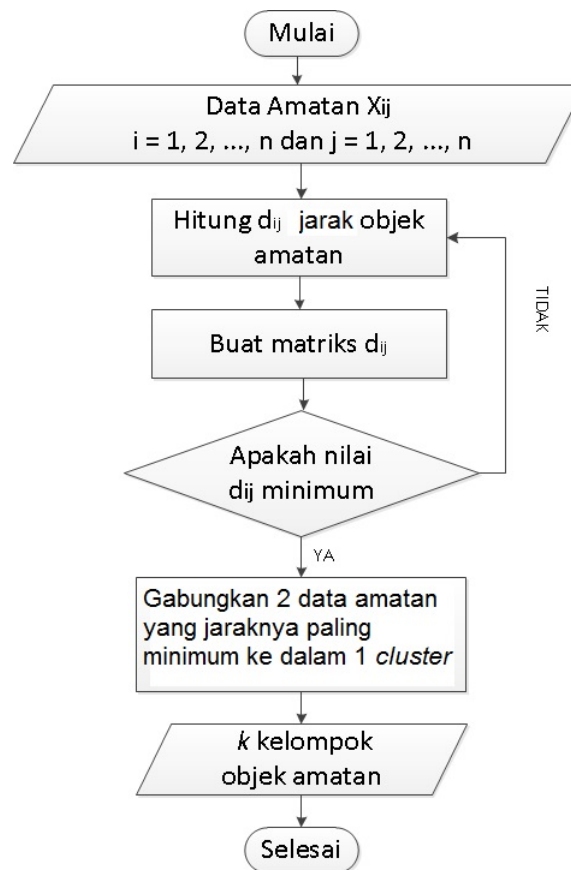 Mulai
Data Amatan Xij
i = 1, 2, ..., n dan j = 1, 2, ..., n
Hitung dij jarak objek
amatan
Buat matriks dij
TIDAK
Apakah nilai
dij minimum
YA
Gabungkan 2 data amatan
yang jaraknya paling
minimum ke dalam 1 cluster
k kelompok
objek amatan
Selesai